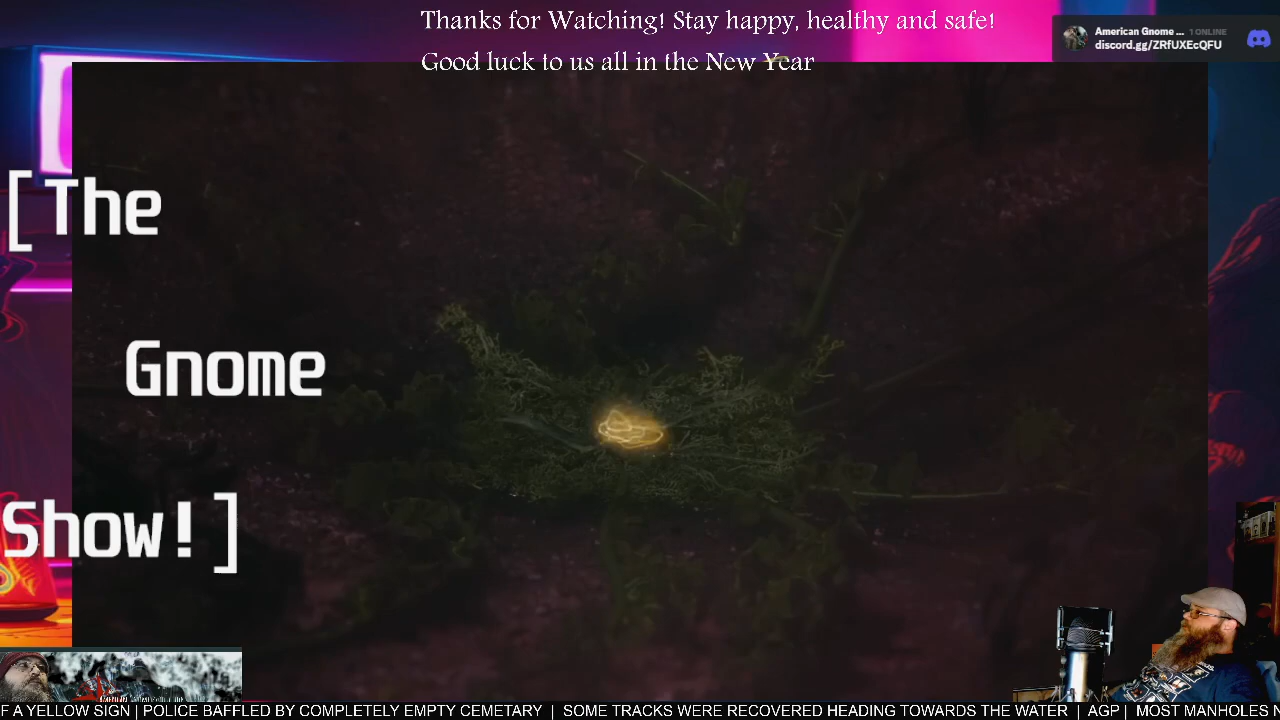 Thanks for Watching! Stay happy, healthy and safe!
Good luck to us all in the New Year
American Gnome ... 1 ONLINE
discord.gg/ZRfUXEcQFU
[The
Gnome
Show!]
F A YELLOW SIGN | POLICE BAFFLED BY COMPLETELY EMPTY CEMETARY | SOME TRACKS WERE RECOVERED HEADING TOWARDS THE WATER | AGP | MOST MANHOLES N